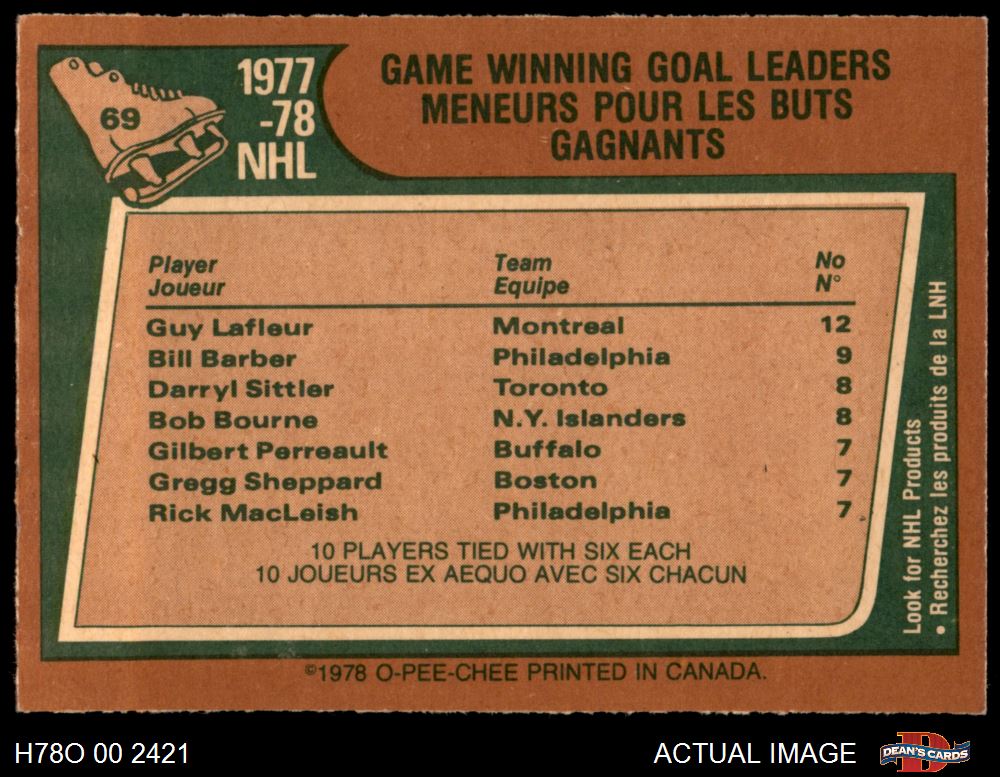 69
1977
-78
NHL
GAME WINNING GOAL LEADERS
MENEURS POUR LES BUTS
GAGNANTS
Player Team No
Joueur Equipe N°
Guy Lafleur Montreal 12
Bill Barber Philadelphia 9
Darryl Sittler Toronto 8
Bob Bourne N.Y. Islanders 8
Gilbert Perreault Buffalo 7
Gregg Sheppard Boston 7
Rick MacLeish Philadelphia 7
10 PLAYERS TIED WITH SIX EACH
10 JOUEURS EX AEQUO AVEC SIX CHACUN
Look for NHL Products
• Recherchez les produits de la LNH
©1978 O-PEE-CHEE PRINTED IN CANADA.
H78O 00 2421
ACTUAL IMAGE
D
DEAN'S CARDS